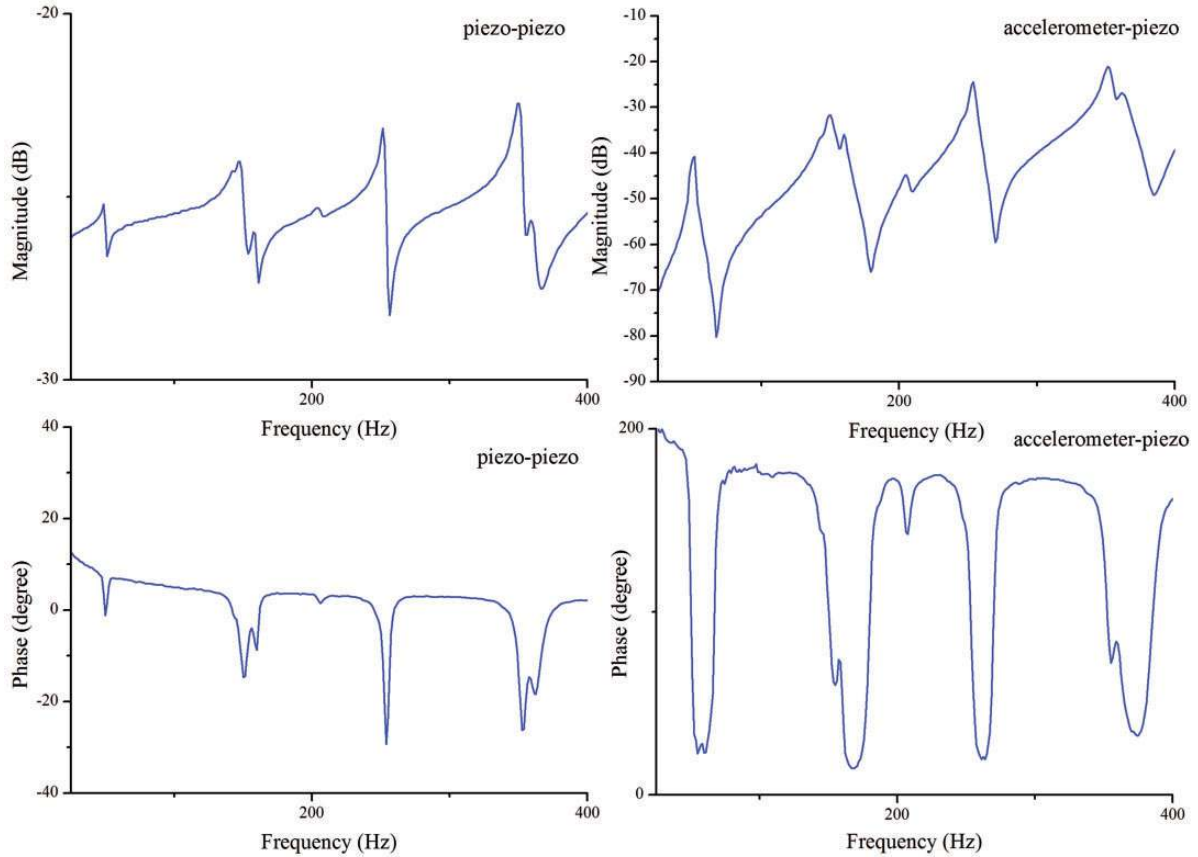 -20
piezo-piezo
Magnitude (dB)
-30
200
400
Frequency (Hz)
-10
accelerometer-piezo
-20
-30
-40
Magnitude (dB)
-50
-60
-70
-80
-90
200
400
Frequency (Hz)
40
piezo-piezo
20
Phase (degree)
0
-20
-40
200
400
Frequency (Hz)
200
accelerometer-piezo
Phase (degree)
0
200
400
Frequency (Hz)